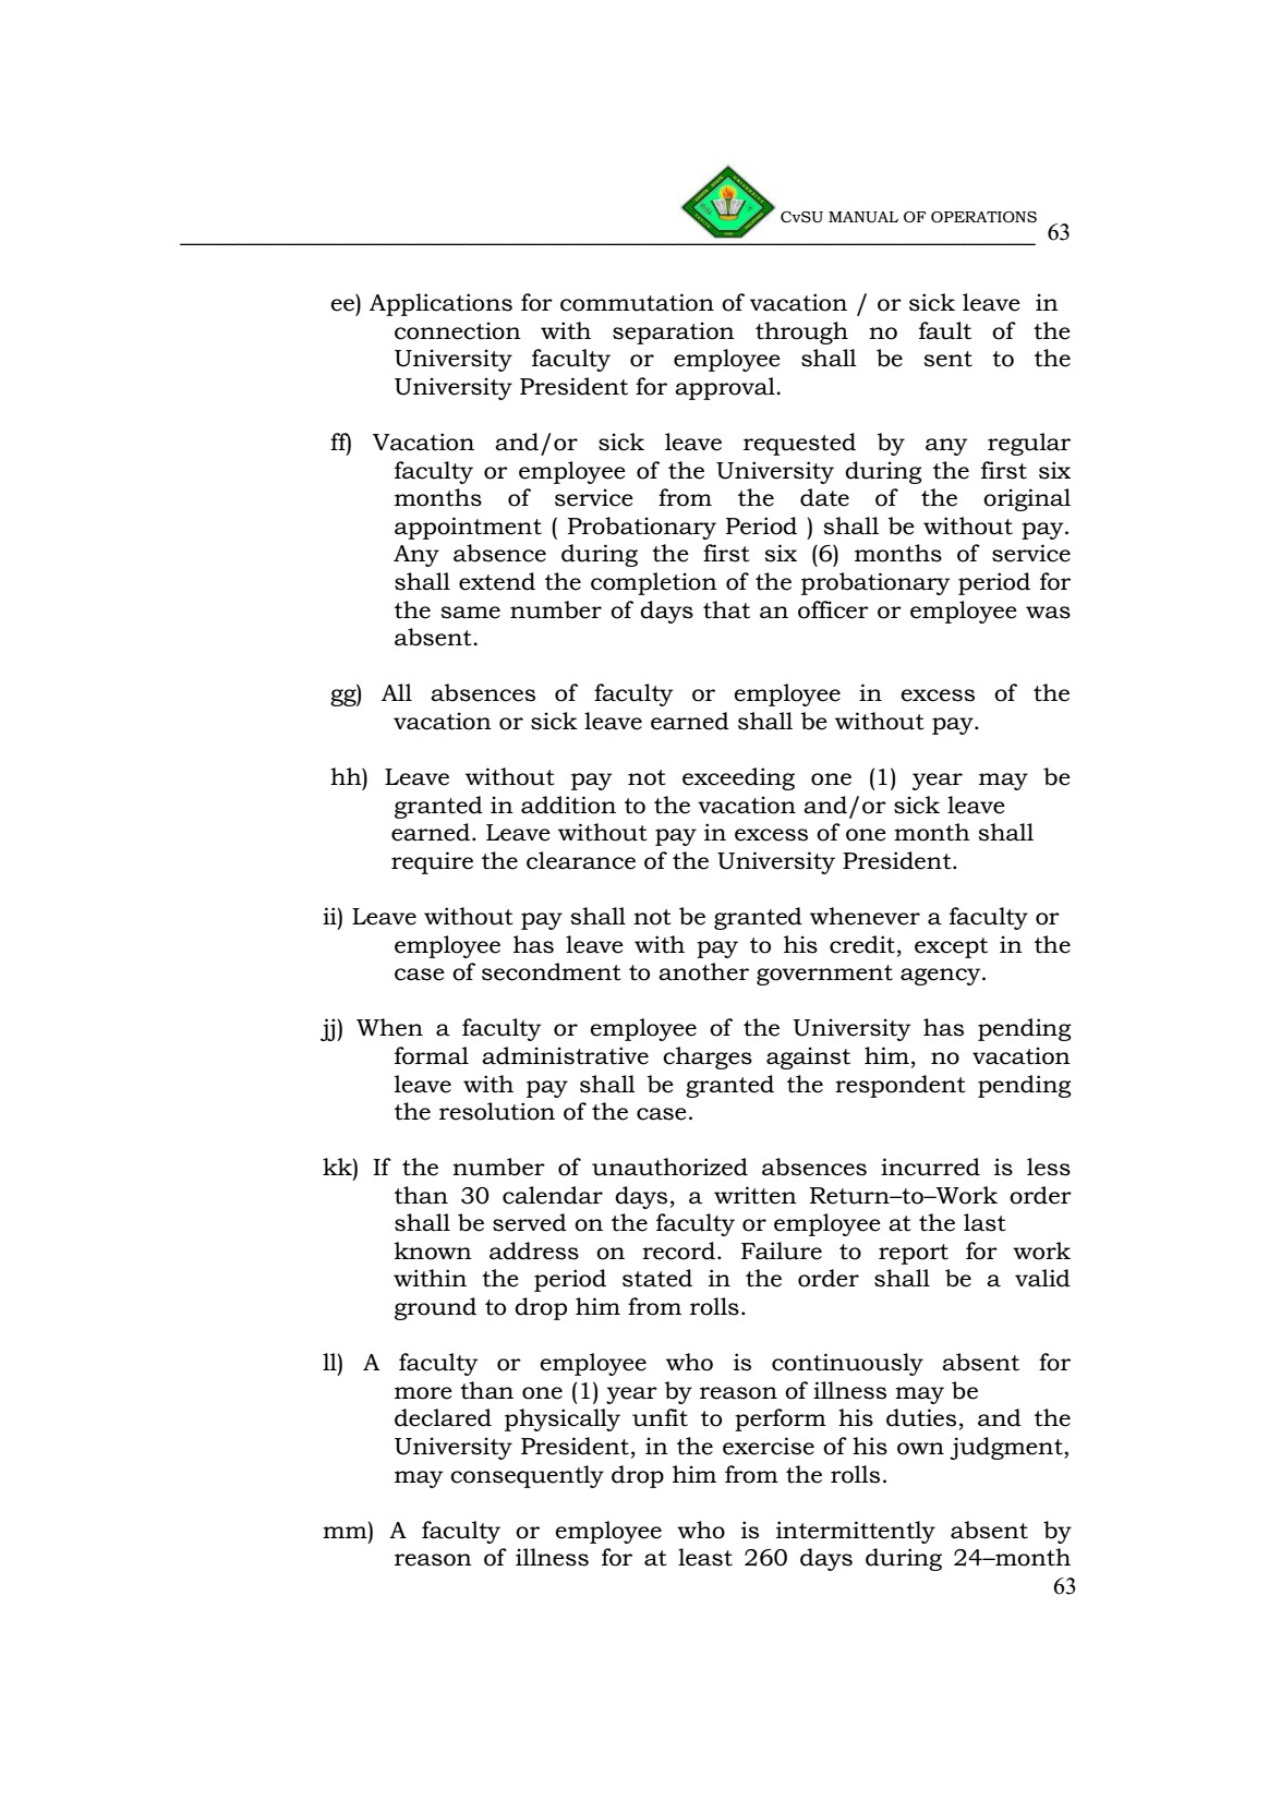 CvSU MANUAL OF OPERATIONS
63
ee) Applications for commutation of vacation / or sick leave in
connection with separation through no fault of the
University faculty or employee shall be sent to the
University President for approval.
ff) Vacation and/or sick leave requested by any regular
faculty or employee of the University during the first six
months of service from the date of the original
appointment ( Probationary Period ) shall be without pay.
Any absence during the first six (6) months of service
shall extend the completion of the probationary period for
the same number of days that an officer or employee was
absent.
gg) All absences of faculty or employee in excess of the
vacation or sick leave earned shall be without pay.
hh) Leave without pay not exceeding one (1) year may be
granted in addition to the vacation and/or sick leave
earned. Leave without pay in excess of one month shall
require the clearance of the University President.
ii) Leave without pay shall not be granted whenever a faculty or
employee has leave with pay to his credit, except in the
case of secondment to another government agency.
jj) When a faculty or employee of the University has pending
formal administrative charges against him, no vacation
leave with pay shall be granted the respondent pending
the resolution of the case.
kk) If the number of unauthorized absences incurred is less
than 30 calendar days, a written Return–to–Work order
shall be served on the faculty or employee at the last
known address on record. Failure to report for work
within the period stated in the order shall be a valid
ground to drop him from rolls.
ll) A faculty or employee who is continuously absent for
more than one (1) year by reason of illness may be
declared physically unfit to perform his duties, and the
University President, in the exercise of his own judgment,
may consequently drop him from the rolls.
mm) A faculty or employee who is intermittently absent by
reason of illness for at least 260 days during 24–month
63